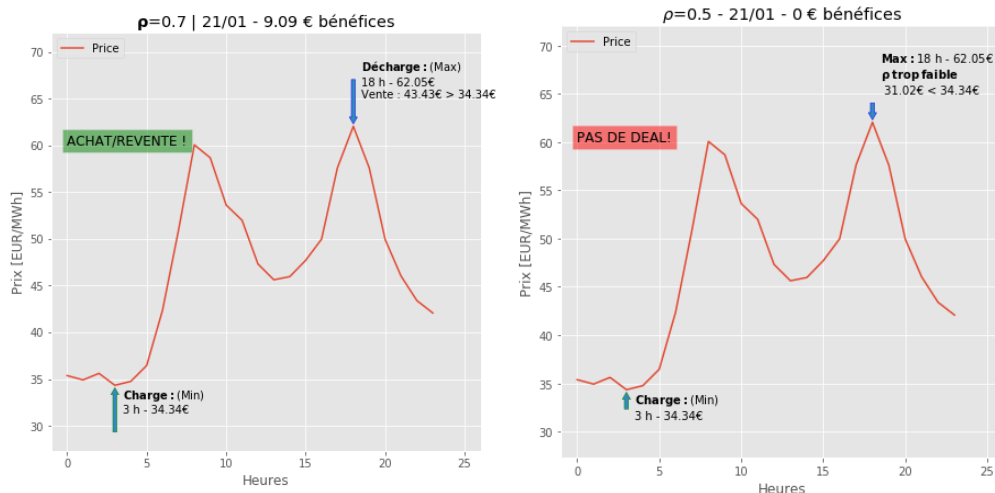 ρ=0.7 | 21/01 - 9.09 € bénéfices
Price
70
65
60
55
50
45
40
35
30
Prix [EUR/MWh]
Décharge: (Max)
18 h - 62.05€
Vente : 43.43€ > 34.34€
ACHAT/REVENTE !
Charge: (Min)
3 h - 34.34€
0
5
10
15
20
25
Heures
ρ=0.5 - 21/01 - 0 € bénéfices
Price
70
65
60
55
50
45
40
35
30
Prix [EUR/MWh]
Max: 18 h - 62.05€
ρ trop faible
31.02€ < 34.34€
PAS DE DEAL!
Charge: (Min)
3 h - 34.34€
0
5
10
15
20
25
Heures